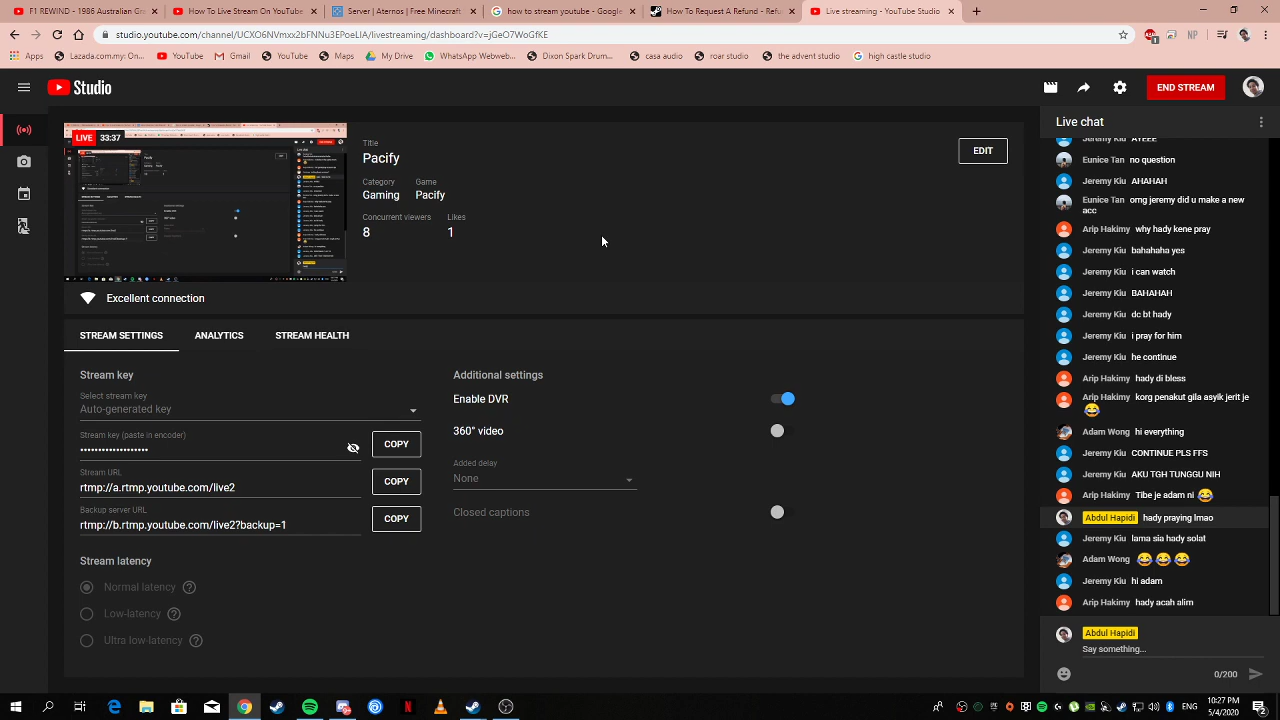 F1 REWIND | 1986 Australian Gr
How To Live Stream On YouTube
Server | Aternos | Free Minecraft
how to stream youtube - Google
How To Request A Refund - Refu
Live streaming - YouTube Studio
studio.youtube.com/channel/UCXO6NVmxx2bFNNu3EPoeLIA/livestreaming/dashboard?v=jGeO7WoGfKE
Apps
Lazada.com.my: On...
YouTube
Gmail
Spotify
Maps
My Drive
WhatsApp Webmes...
Dixon Spark Drum...
casa audio
roar studio
the advent studio
high castle studio
Studio
END STREAM
LIVE 33:37
Title
Pacify
EDIT
Category
Gaming
Game
Pacify
Concurrent viewers
8
Likes
1
Excellent connection
STREAM SETTINGS
ANALYTICS
STREAM HEALTH
Stream key
Select stream key
Auto-generated key
Stream key (paste in encoder)
••••••••••••••••••
COPY
Stream URL
rtmp://a.rtmp.youtube.com/live2
COPY
Backup server URL
rtmp://b.rtmp.youtube.com/live2?backup=1
COPY
Stream latency
Normal latency
Low-latency
Ultra low-latency
Additional settings
Enable DVR
360° video
Added delay
None
Closed captions
Live chat
Jeremy Kiu AYEEE
Eunice Tan no question
Jeremy Kiu AHAHAH
Eunice Tan omg jeremy are u made a new
acc
Arip Hakimy why hady keluar pray
Jeremy Kiu bahahaha yes
Jeremy Kiu i can watch
Jeremy Kiu BAHAHAH
Jeremy Kiu dc bt hady
Jeremy Kiu i pray for him
Jeremy Kiu he continue
Arip Hakimy hady di bless
Arip Hakimy korg penakut gila asyik jerit je
😂
Adam Wong hi everything
Jeremy Kiu CONTINUE PLS FFS
Jeremy Kiu AKU TGH TUNGGU NIH
Arip Hakimy Tibe je adam ni 😂
Abdul Hapidi hady praying lmao
Jeremy Kiu lama sia hady solat
Adam Wong 😂 😂 😂
Jeremy Kiu hi adam
Arip Hakimy hady acah alim
Abdul Hapidi
Say something...
0/200
ENG
10:27 PM
5/4/2020